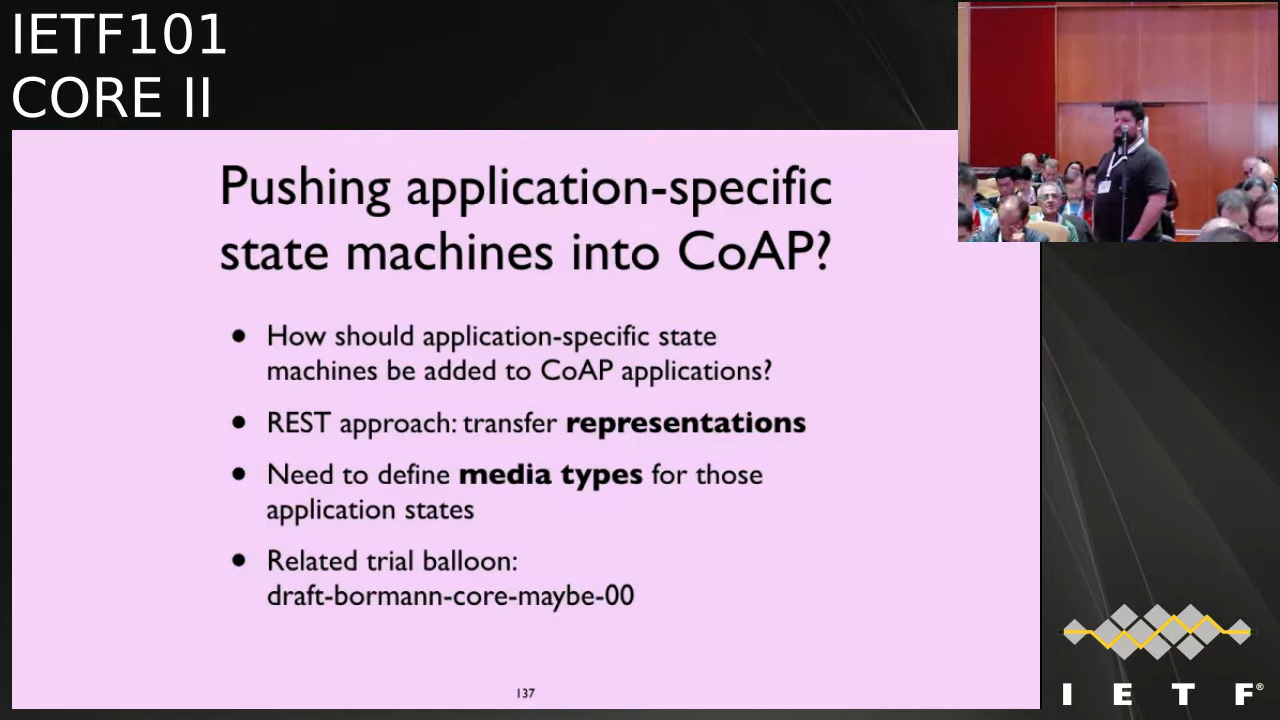 IETF101
CORE II
Pushing application-specific
state machines into CoAP?
• How should application-specific state
machines be added to CoAP applications?
• REST approach: transfer representations
• Need to define media types for those
application states
• Related trial balloon:
draft-bormann-core-maybe-00
137
I E T F®